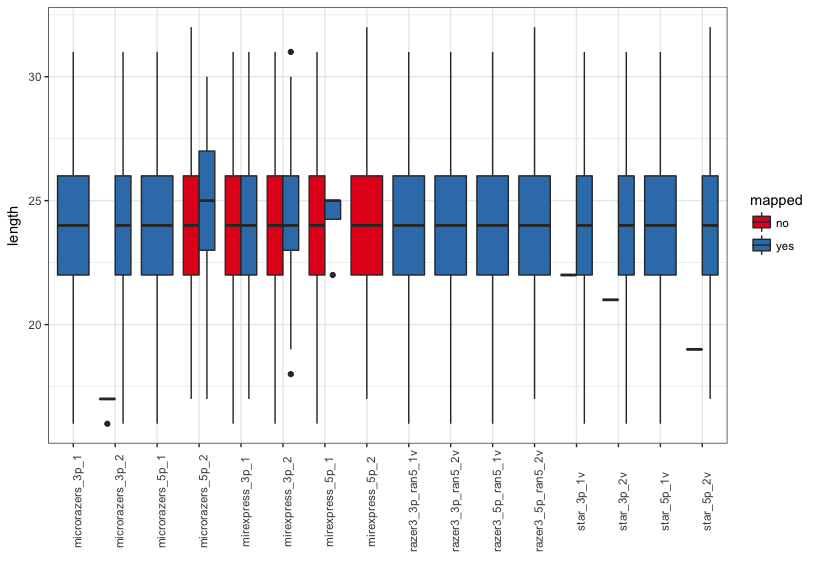 length
30
25
20
microrazers_3p_1
microrazers_3p_2
microrazers_5p_1
microrazers_5p_2
mirexpress_3p_1
mirexpress_3p_2
mirexpress_5p_1
mirexpress_5p_2
razer3_3p_ran5_1v
razer3_3p_ran5_2v
razer3_5p_ran5_1v
razer3_5p_ran5_2v
star_3p_1v
star_3p_2v
star_5p_1v
star_5p_2v
mapped
no
yes